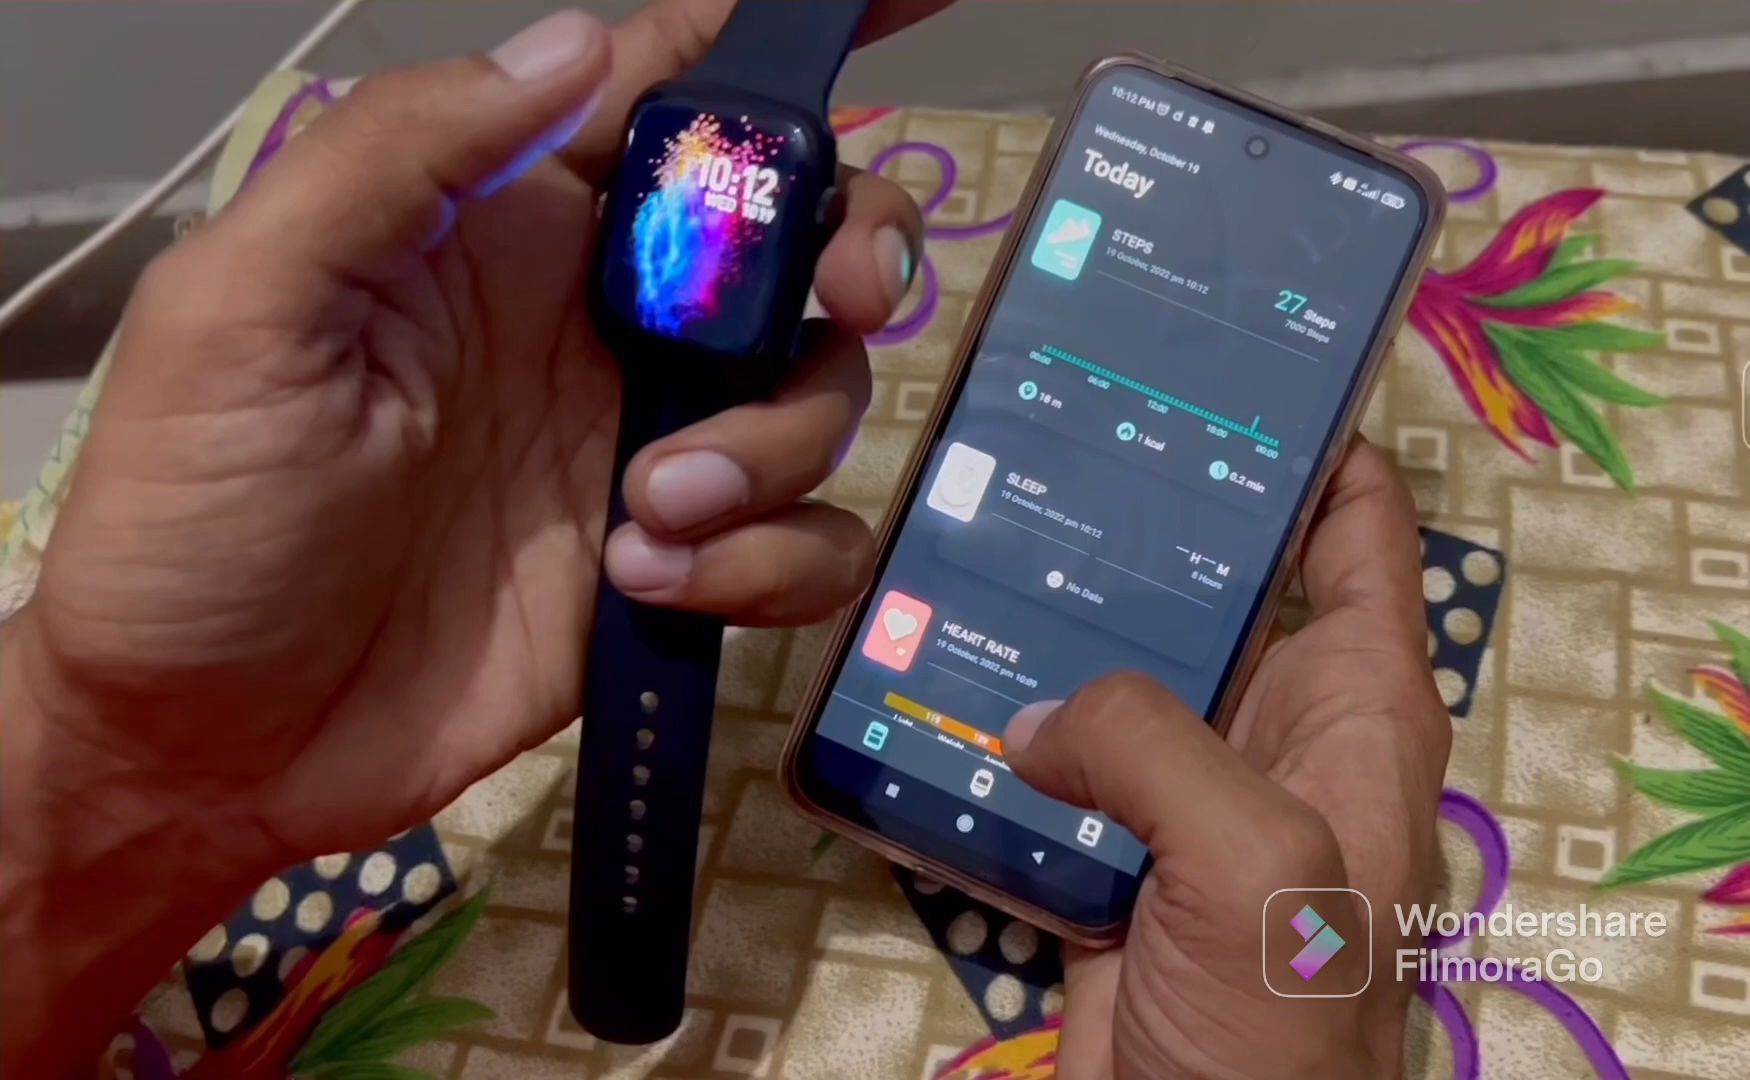 10:12
WED 1019
10:12 PM
Wednesday, October 19
Today
STEPS
19 October, 2022 pm 10:12
27 Steps
7000 Steps
00:00
06:00
12:00
18:00
00:00
18 m
1 kcal
0.2 min
SLEEP
19 October, 2022 pm 10:12
H M
8 Hours
No Data
HEART RATE
19 October, 2022 pm 10:09
Light
Weight
Wondershare
FilmoraGo